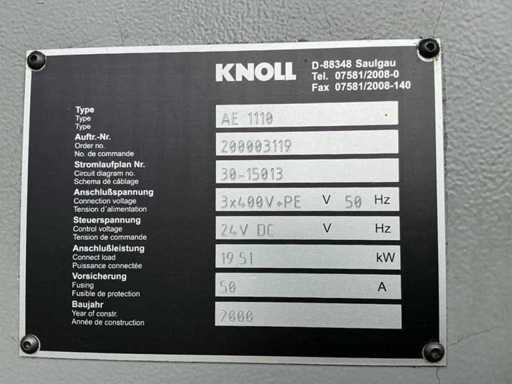 KNOLL
D-88348 Saulgau
Tel. 07581/2008-0
Fax 07581/2008-140
Type
Type
Type
AE 1110
Auftr.-Nr.
Order no.
No. de commande
200003119
Stromlaufplan Nr.
Circuit diagram no.
Schema dé câblage
30-15013
Anschlußspannung
Connection voltage
Tension d´alimentation
3x400V+PE V 50 Hz
Steuerspannung
Control voltage
Tension de commande
24V DC V Hz
Anschlußleistung
Connect load
Puissance connectée
19 51 kW
Vorsicherung
Fusing
Fusible de protection
50 A
Baujahr
Year of constr.
Année de construction
2000